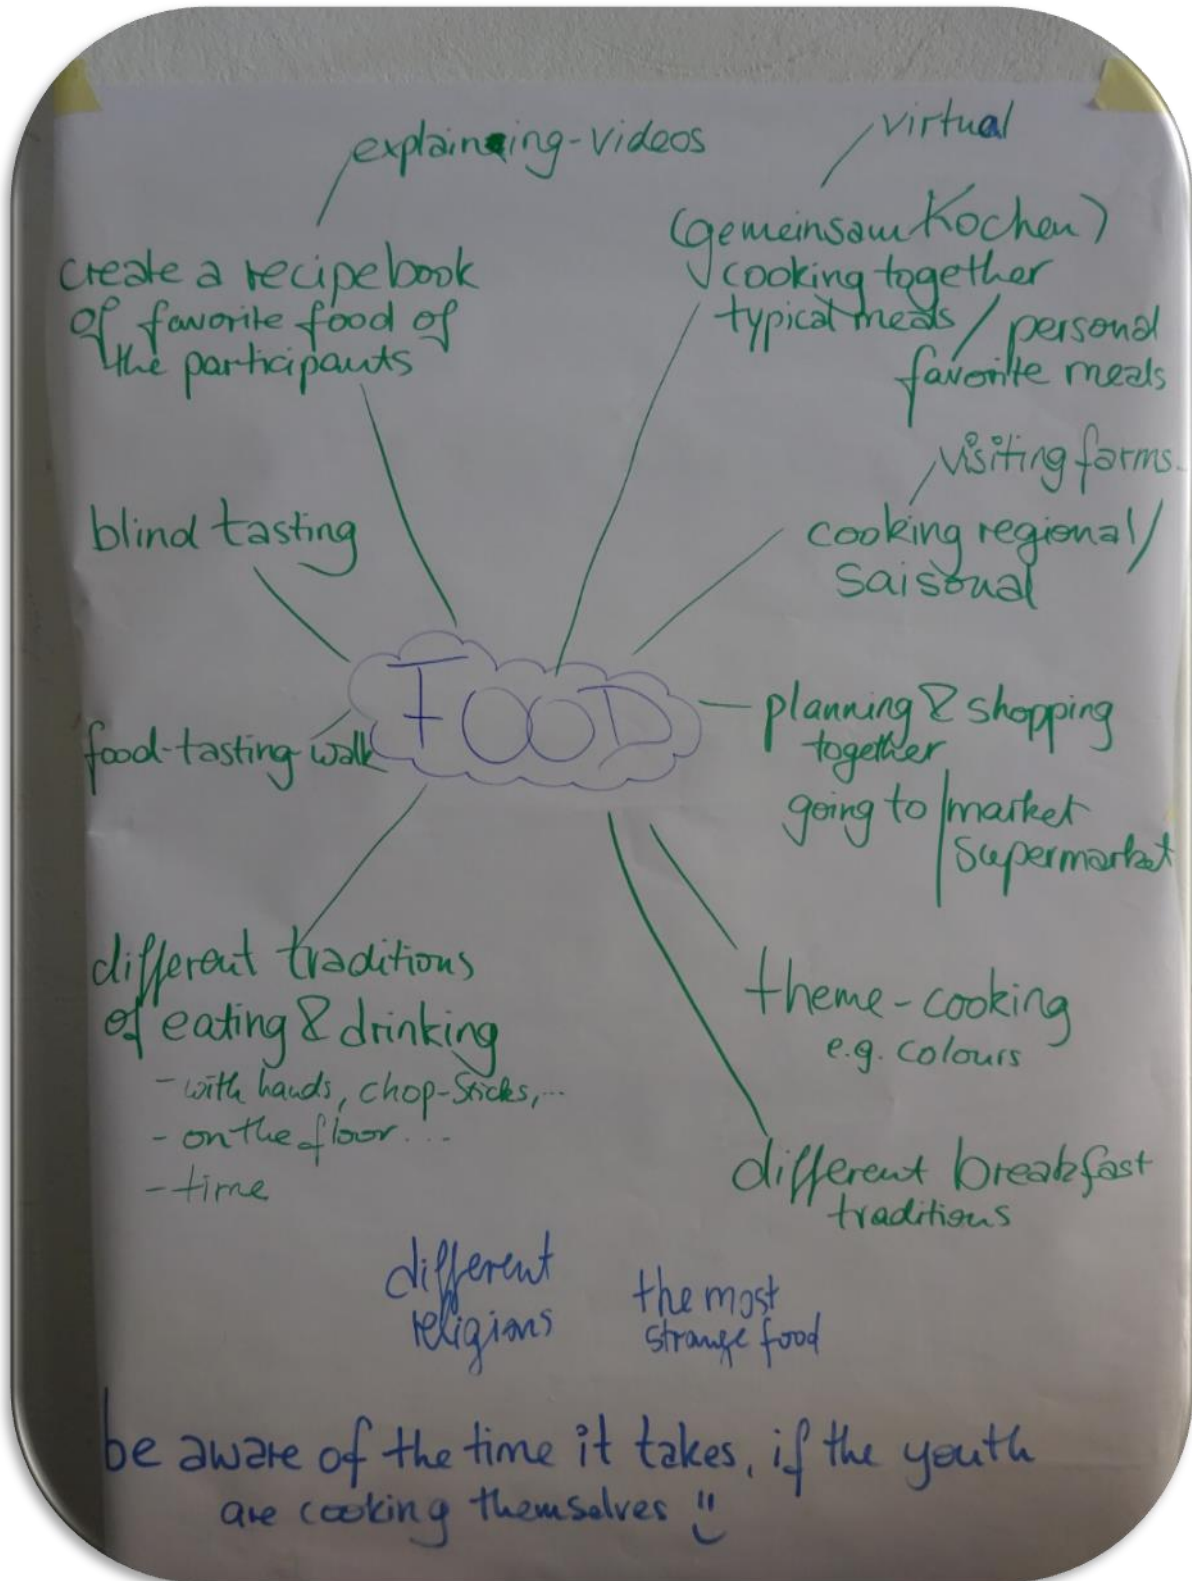 explaining-videos
create a recipebook
of favorite food of
the participants
virtual
(gemeinsam Kochen)
cooking together
typical meals / personal
favorite meals
visiting farms
cooking regional/
saisonal
blind tasting
FOOD
food-tasting-walk
planning & shopping
together
going to / market
supermarket
different traditions
of eating & drinking
- with hands, chop-sticks,...
- on the floor...
- time
theme-cooking
e.g. colours
different breakfast
traditions
different
religions
the most
strange food
be aware of the time it takes, if the youth
are cooking themselves